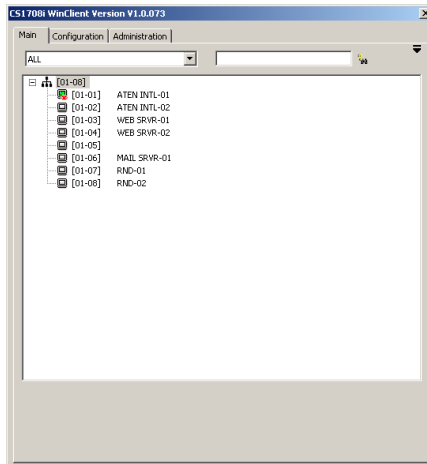 CS1708i WinClient Version V1.0.073
Main Configuration Administration
ALL
[01-08]
[01-01] ATEN INTL-01
[01-02] ATEN INTL-02
[01-03] WEB SRVR-01
[01-04] WEB SRVR-02
[01-05]
[01-06] MAIL SRVR-01
[01-07] RND-01
[01-08] RND-02